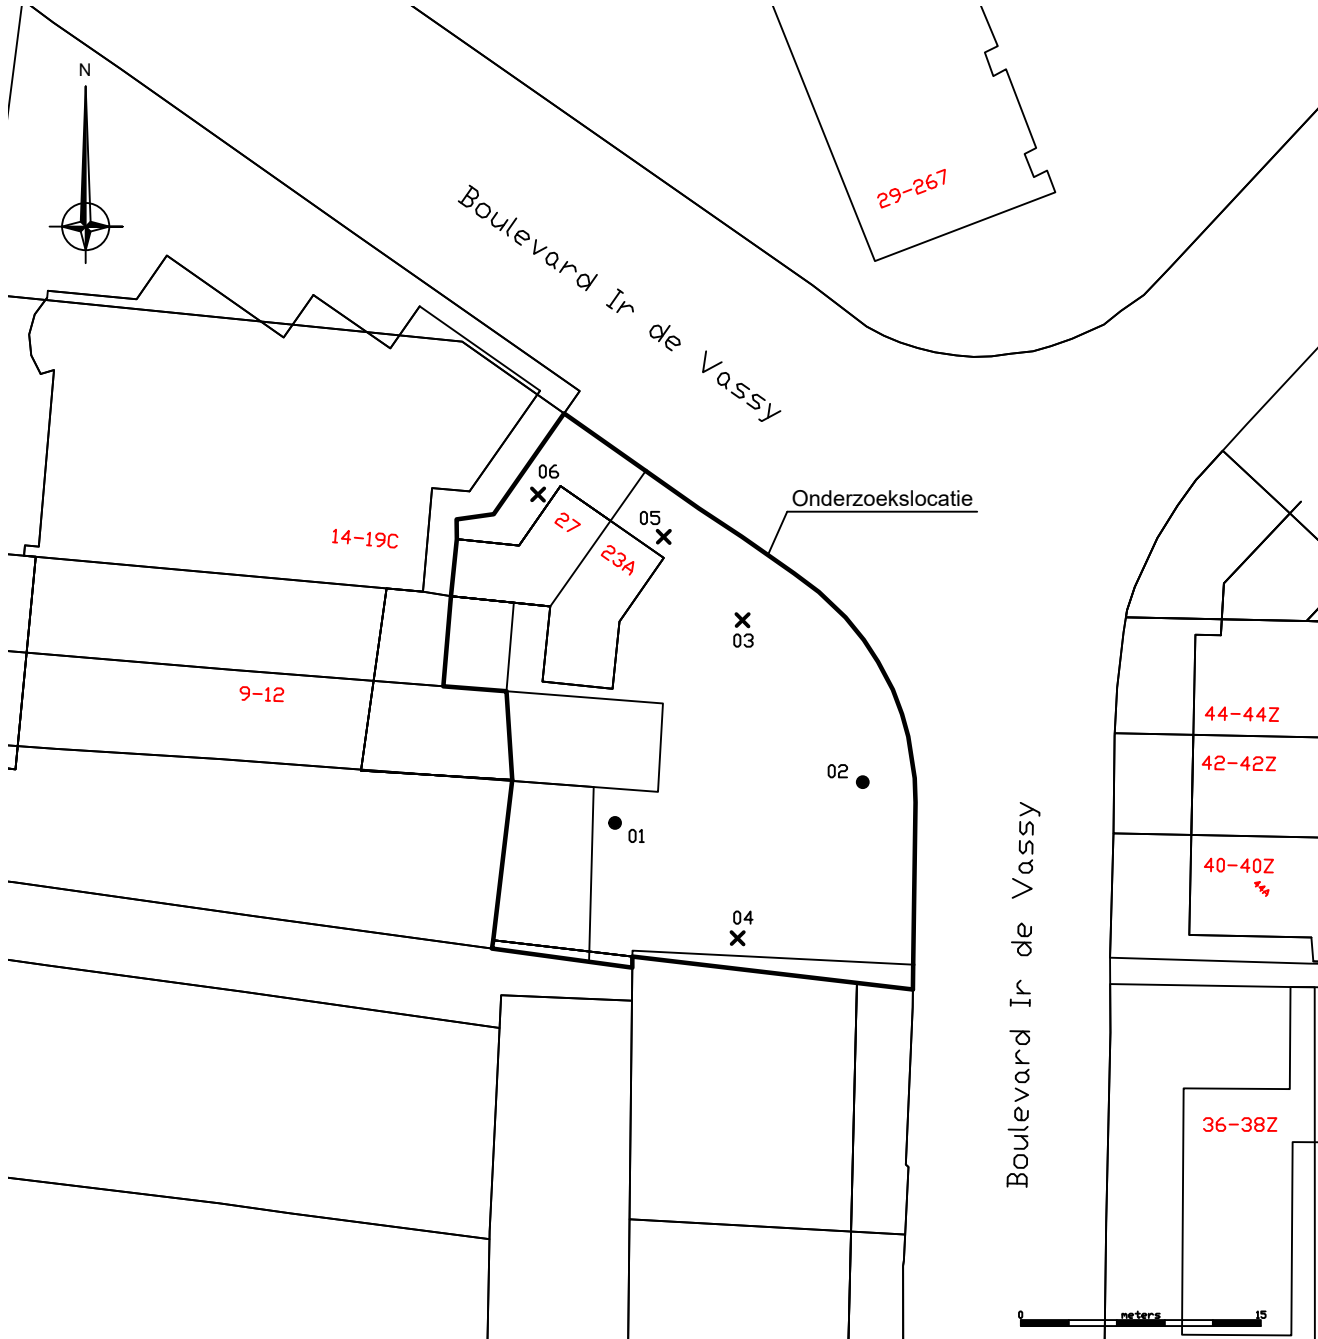 N
29-267
Boulevard Ir de Vassy
06
Onderzoekslocatie
05
27
14-19C
23A
03
9-12
44-44Z
42-42Z
02
01
40-40Z
44A
04
Boulevard Ir de Vassy
36-38Z
0 meters 15